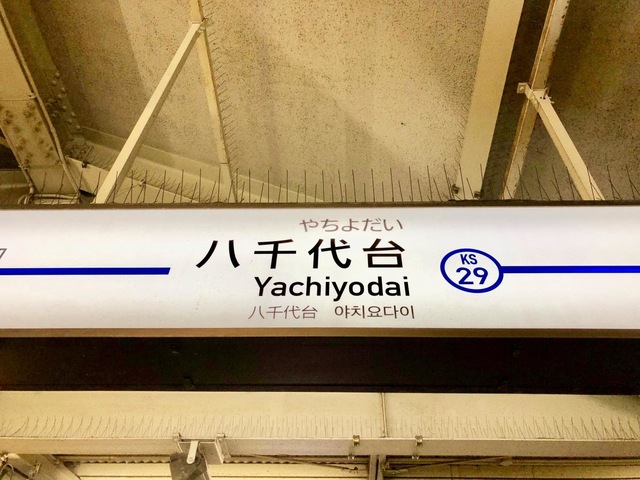 やちよだい
八千代台
Yachiyodai
八千代台 야치요다이
KS
29